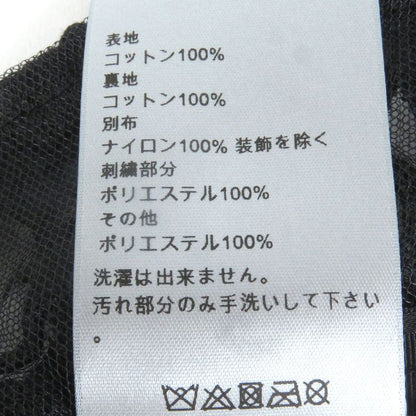 表地
コットン100%
裏地
コットン100%
別布
ナイロン100% 装飾を除く
刺繍部分
ポリエステル100%
その他
ポリエステル100%
洗濯は出来ません。
汚れ部分のみ手洗いして下さい
。